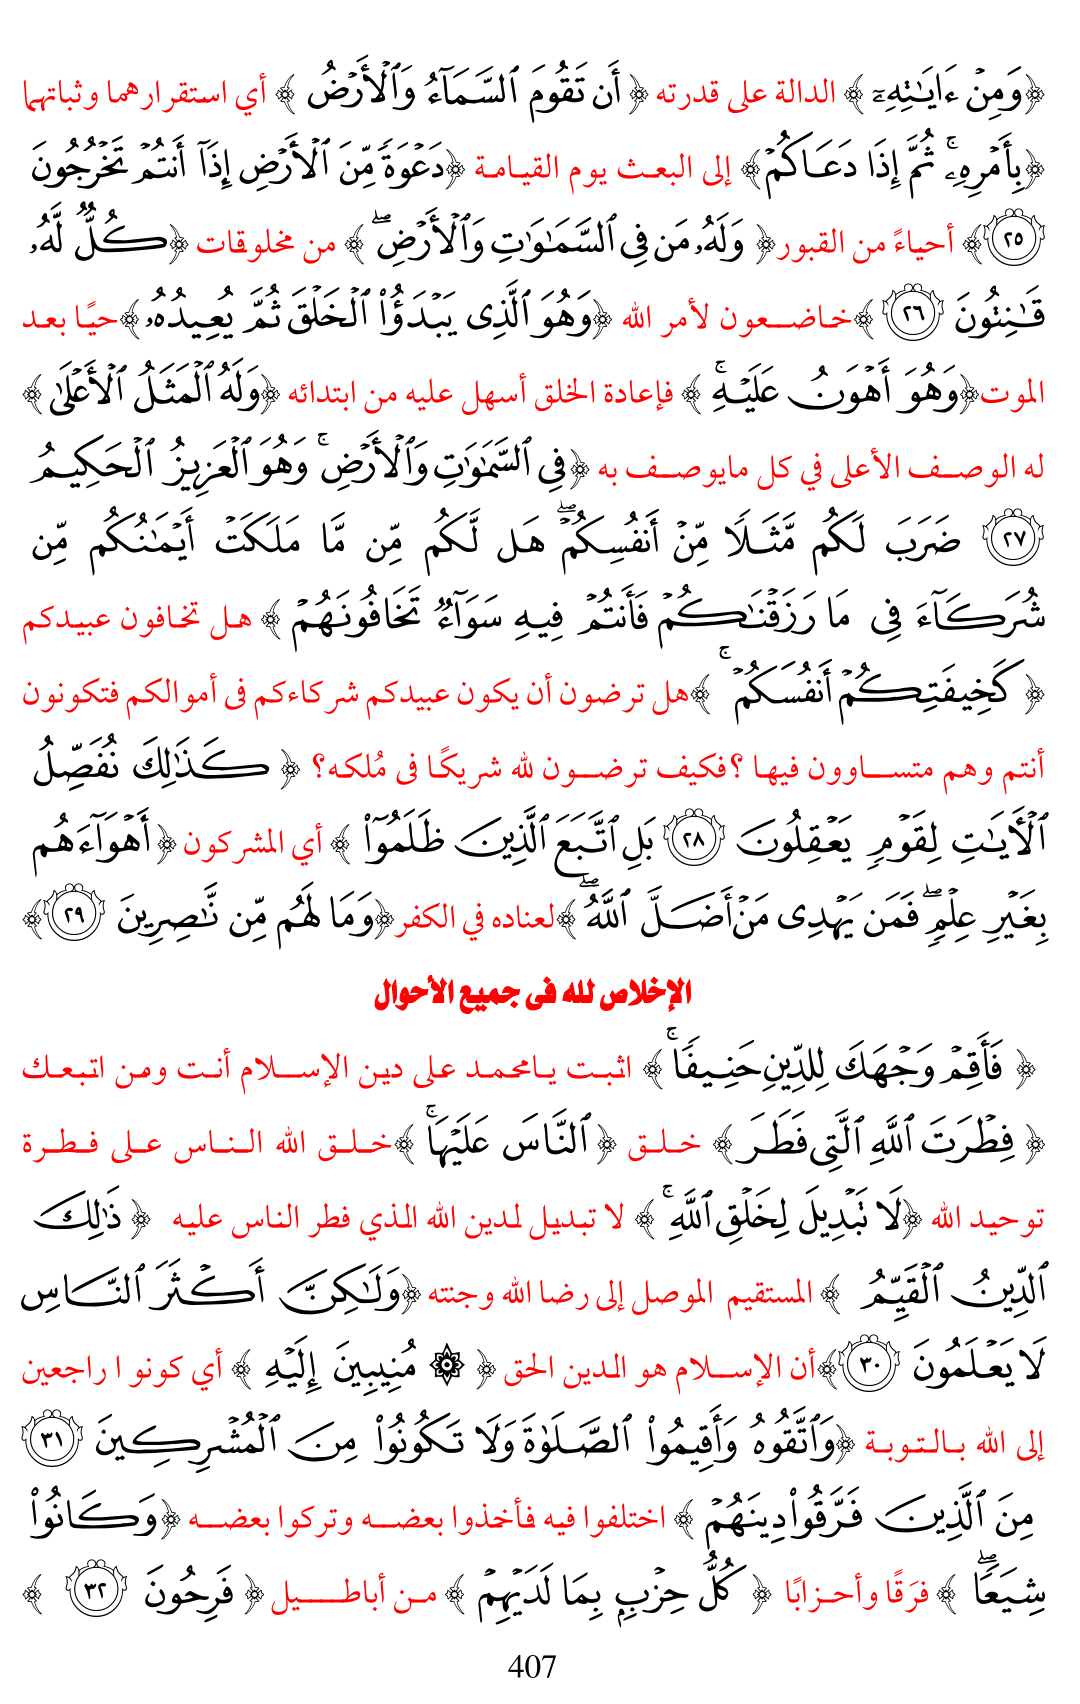 ﴿وَمِنْ ءَايَٰتِهِۦٓ ﴾ الدالة على قدرته ﴿ أَن تَقُومَ ٱلسَّمَآءُ وَٱلْأَرْضُ ﴾ أي استقرارهما وثباتهما
﴿بِأَمْرِهِۦ ۚ ثُمَّ إِذَا دَعَاكُمْ﴾ إلى البعث يوم القيامة ﴿دَعْوَةً مِّنَ ٱلْأَرْضِ إِذَآ أَنتُمْ تَخْرُجُونَ
٢٥﴾ أحياءً من القبور﴿ وَلَهُۥ مَن فِى ٱلسَّمَٰوَٰتِ وَٱلْأَرْضِ ۖ ﴾ من مخلوقات ﴿كُلٌّ لَّهُۥ
قَٰنِتُونَ ٢٦ ﴾خاضعون لأمر الله ﴿وَهُوَ ٱلَّذِى يَبْدَؤُا۟ ٱلْخَلْقَ ثُمَّ يُعِيدُهُۥ﴾حيًا بعد
الموت﴿وَهُوَ أَهْوَنُ عَلَيْهِ ۚ ﴾ فإعادة الخلق أسهل عليه من ابتدائه ﴿وَلَهُ ٱلْمَثَلُ ٱلْأَعْلَىٰ ﴾
له الوصف الأعلى في كل مايوصف به ﴿فِى ٱلسَّمَٰوَٰتِ وَٱلْأَرْضِ ۚ وَهُوَ ٱلْعَزِيزُ ٱلْحَكِيمُ
٢٧ ضَرَبَ لَكُم مَّثَلًا مِّنْ أَنفُسِكُمْ ۖ هَل لَّكُم مِّن مَّا مَلَكَتْ أَيْمَٰنُكُم مِّن
شُرَكَآءَ فِى مَا رَزَقْنَٰكُمْ فَأَنتُمْ فِيهِ سَوَآءٌ تَخَافُونَهُمْ ﴾ هل تخافون عبيدكم
﴿ كَخِيفَتِكُمْ أَنفُسَكُمْ ۚ ﴾هل ترضون أن يكون عبيدكم شركاءكم فى أموالكم فتكونون
أنتم وهم متساوون فيها ؟فكيف ترضون لله شريكًا فى مُلكه؟ ﴿ كَذَٰلِكَ نُفَصِّلُ
ٱلْأَيَٰتِ لِقَوْمٍ يَعْقِلُونَ ٢٨ بَلِ ٱتَّبَعَ ٱلَّذِينَ ظَلَمُوٓا۟ ﴾ أي المشركون ﴿أَهْوَآءَهُم
بِغَيْرِ عِلْمٍ ۖ فَمَن يَهْدِى مَنْ أَضَلَّ ٱللَّهُ ۖ ﴾لعناده في الكفر﴿وَمَا لَهُم مِّن نَّٰصِرِينَ ٢٩﴾
الإخلاص لله فى جميع الأحوال
﴿ فَأَقِمْ وَجْهَكَ لِلدِّينِ حَنِيفًا ۚ ﴾ اثبت يامحمد على دين الإسلام أنت ومن اتبعك
﴿ فِطْرَتَ ٱللَّهِ ٱلَّتِى فَطَرَ ﴾ خلق ﴿ ٱلنَّاسَ عَلَيْهَا ۚ ﴾خلق الله الناس على فطرة
توحيد الله ﴿لَا تَبْدِيلَ لِخَلْقِ ٱللَّهِ ۚ ﴾ لا تبديل لدين الله الذي فطر الناس عليه ﴿ ذَٰلِكَ
ٱلدِّينُ ٱلْقَيِّمُ ﴾ المستقيم الموصل إلى رضا الله وجنته ﴿وَلَٰكِنَّ أَكْثَرَ ٱلنَّاسِ
لَا يَعْلَمُونَ ٣٠﴾أن الإسلام هو الدين الحق ﴿ ۞ مُنِيبِينَ إِلَيْهِ ﴾ أي كونو ا راجعين
إلى الله بالتوبة ﴿وَٱتَّقُوهُ وَأَقِيمُوا۟ ٱلصَّلَوٰةَ وَلَا تَكُونُوا۟ مِنَ ٱلْمُشْرِكِينَ ٣١
مِنَ ٱلَّذِينَ فَرَّقُوا۟ دِينَهُمْ ﴾ اختلفوا فيه فأخذوا بعضه وتركوا بعضه ﴿وَكَانُوا۟
شِيَعًا ۖ ﴾ فرَقًا وأحزابًا ﴿ كُلُّ حِزْبٍ بِمَا لَدَيْهِمْ ﴾ من أباطيل ﴿ فَرِحُونَ ٣٢ ﴾
407